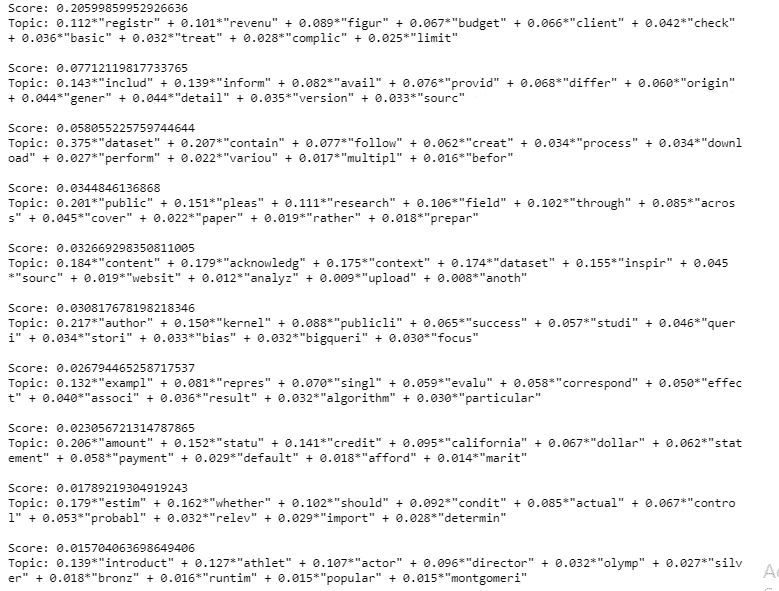 Score: 0.20599859952926636
Topic: 0.112*"registr" + 0.101*"revenu" + 0.089*"figur" + 0.067*"budget" + 0.066*"client" + 0.042*"check"
+ 0.036*"basic" + 0.032*"treat" + 0.028*"complic" + 0.025*"limit"
Score: 0.07712119817733765
Topic: 0.143*"includ" + 0.139*"inform" + 0.082*"avail" + 0.076*"provid" + 0.068*"differ" + 0.060*"origin"
+ 0.044*"gener" + 0.044*"detail" + 0.035*"version" + 0.033*"sourc"
Score: 0.058055225759744644
Topic: 0.375*"dataset" + 0.207*"contain" + 0.077*"follow" + 0.062*"creat" + 0.034*"process" + 0.034*"downl
oad" + 0.027*"perform" + 0.022*"variou" + 0.017*"multipl" + 0.016*"befor"
Score: 0.0344846136868
Topic: 0.201*"public" + 0.151*"pleas" + 0.111*"research" + 0.106*"field" + 0.102*"through" + 0.085*"acros
s" + 0.045*"cover" + 0.022*"paper" + 0.019*"rather" + 0.018*"prepar"
Score: 0.032669298350811005
Topic: 0.184*"content" + 0.179*"acknowledg" + 0.175*"context" + 0.174*"dataset" + 0.155*"inspir" + 0.045
*"sourc" + 0.019*"websit" + 0.012*"analyz" + 0.009*"upload" + 0.008*"anoth"
Score: 0.030817678198218346
Topic: 0.217*"author" + 0.150*"kernel" + 0.088*"publicli" + 0.065*"success" + 0.057*"studi" + 0.046*"quer
i" + 0.034*"stori" + 0.033*"bias" + 0.032*"bigqueri" + 0.030*"focus"
Score: 0.026794465258717537
Topic: 0.132*"exampl" + 0.081*"repres" + 0.070*"singl" + 0.059*"evalu" + 0.058*"correspond" + 0.050*"effec
t" + 0.040*"associ" + 0.036*"result" + 0.032*"algorithm" + 0.030*"particular"
Score: 0.023056721314787865
Topic: 0.206*"amount" + 0.152*"statu" + 0.141*"credit" + 0.095*"california" + 0.067*"dollar" + 0.062*"stat
ement" + 0.058*"payment" + 0.029*"default" + 0.018*"afford" + 0.014*"marit"
Score: 0.01789219304919243
Topic: 0.179*"estim" + 0.162*"whether" + 0.102*"should" + 0.092*"condit" + 0.085*"actual" + 0.067*"contro
l" + 0.053*"probabl" + 0.032*"relev" + 0.029*"import" + 0.028*"determin"
Score: 0.015704063698649406
Topic: 0.139*"introduct" + 0.127*"athlet" + 0.107*"actor" + 0.096*"director" + 0.032*"olymp" + 0.027*"silv
er" + 0.018*"bronz" + 0.016*"runtim" + 0.015*"popular" + 0.015*"montgomeri"